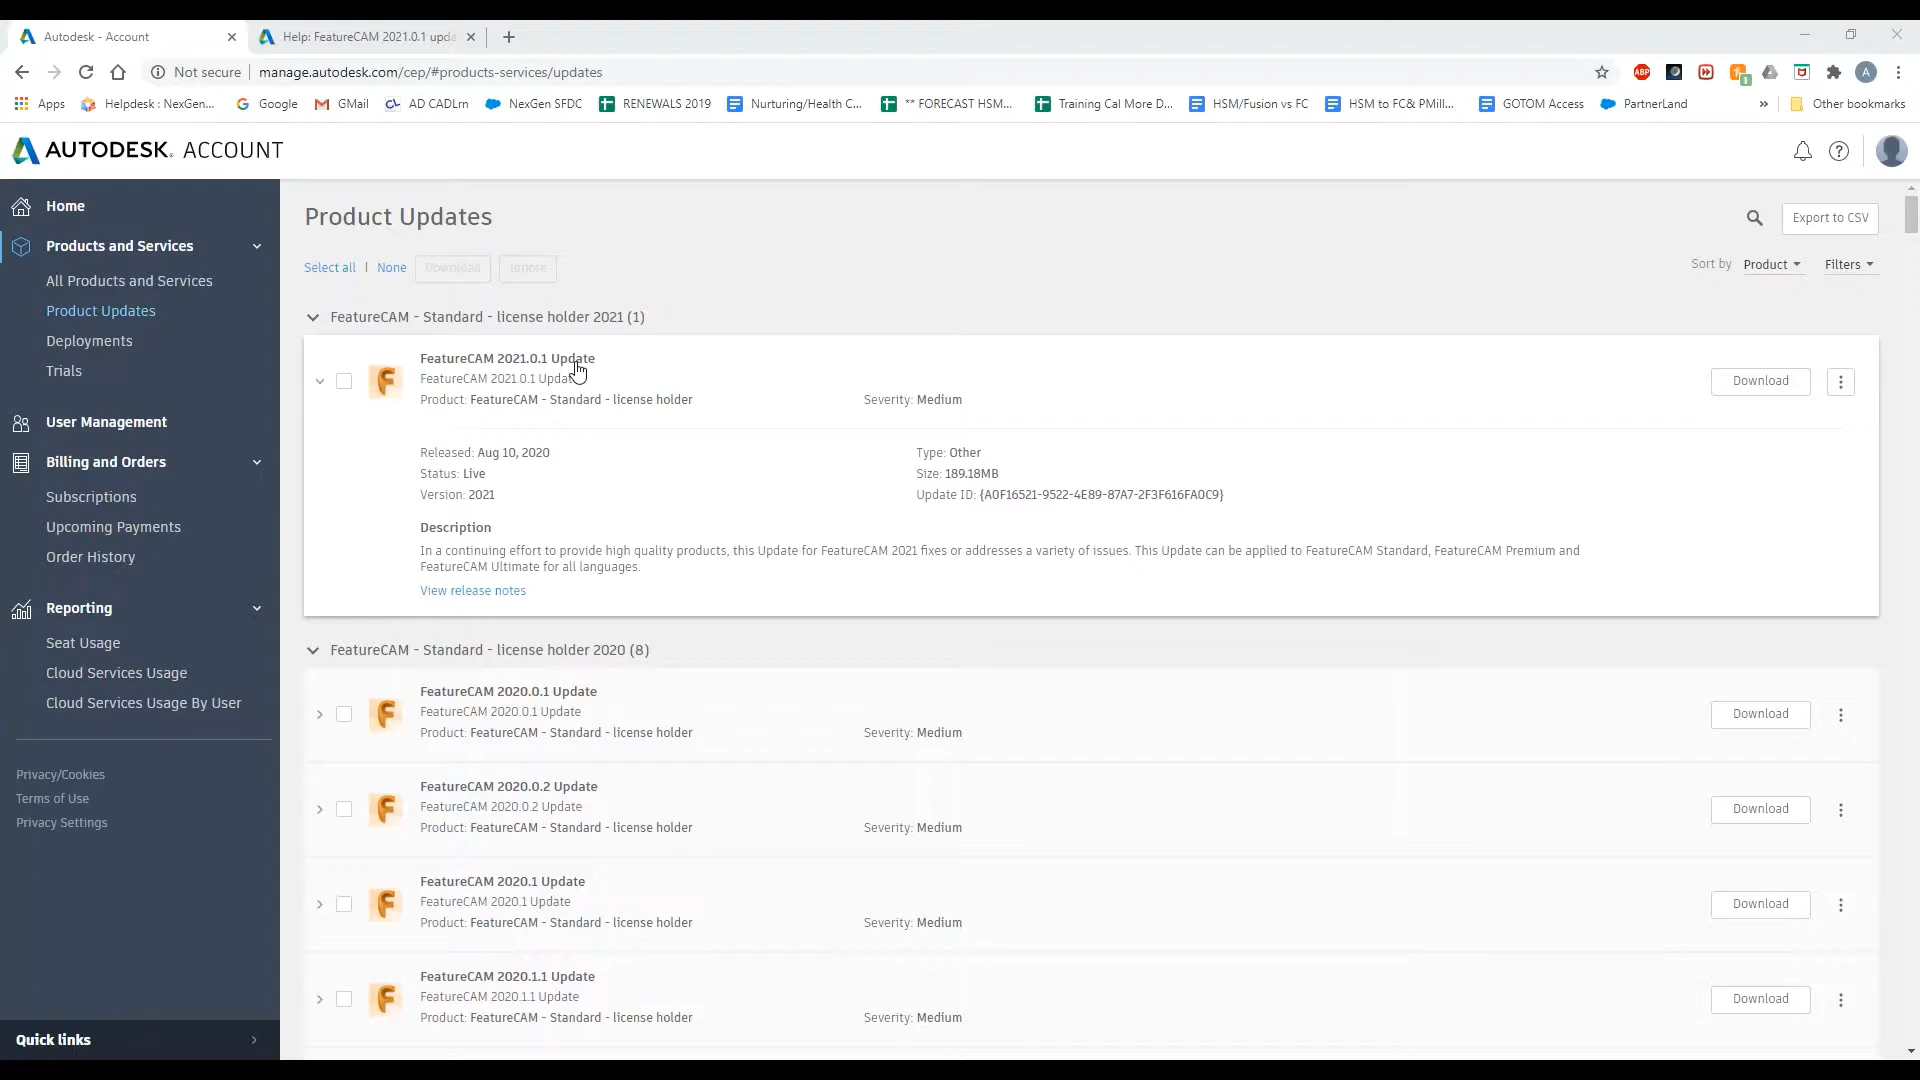 Autodesk - Account
Help: FeatureCAM 2021.0.1 upda
Not secure
manage.autodesk.com/cep/#products-services/updates
ABP
1
A
Apps
Helpdesk : NexGen...
Google
GMail
AD CADLrn
NexGen SFDC
RENEWALS 2019
Nurturing/Health C...
** FORECAST HSM...
Training Cal More D...
HSM/Fusion vs FC
HSM to FC& PMill...
GOTOM Access
PartnerLand
»
Other bookmarks
AUTODESK. ACCOUNT
Home
Products and Services
All Products and Services
Product Updates
Deployments
Trials
User Management
Billing and Orders
Subscriptions
Upcoming Payments
Order History
Reporting
Seat Usage
Cloud Services Usage
Cloud Services Usage By User
Privacy/Cookies
Terms of Use
Privacy Settings
Quick links
Product Updates
Export to CSV
Select all | None Download Ignore
Sort by Product Filters
FeatureCAM - Standard - license holder 2021 (1)
FeatureCAM 2021.0.1 Update
FeatureCAM 2021.0.1 Update
Product: FeatureCAM - Standard - license holder
Severity: Medium
Download
Released: Aug 10, 2020
Type: Other
Status: Live
Size: 189.18MB
Version: 2021
Update ID: {A0F16521-9522-4E89-87A7-2F3F616FA0C9}
Description
In a continuing effort to provide high quality products, this Update for FeatureCAM 2021 fixes or addresses a variety of issues. This Update can be applied to FeatureCAM Standard, FeatureCAM Premium and
FeatureCAM Ultimate for all languages.
View release notes
FeatureCAM - Standard - license holder 2020 (8)
FeatureCAM 2020.0.1 Update
FeatureCAM 2020.0.1 Update
Product: FeatureCAM - Standard - license holder
Severity: Medium
Download
FeatureCAM 2020.0.2 Update
FeatureCAM 2020.0.2 Update
Product: FeatureCAM - Standard - license holder
Severity: Medium
Download
FeatureCAM 2020.1 Update
FeatureCAM 2020.1 Update
Product: FeatureCAM - Standard - license holder
Severity: Medium
Download
FeatureCAM 2020.1.1 Update
FeatureCAM 2020.1.1 Update
Product: FeatureCAM - Standard - license holder
Severity: Medium
Download